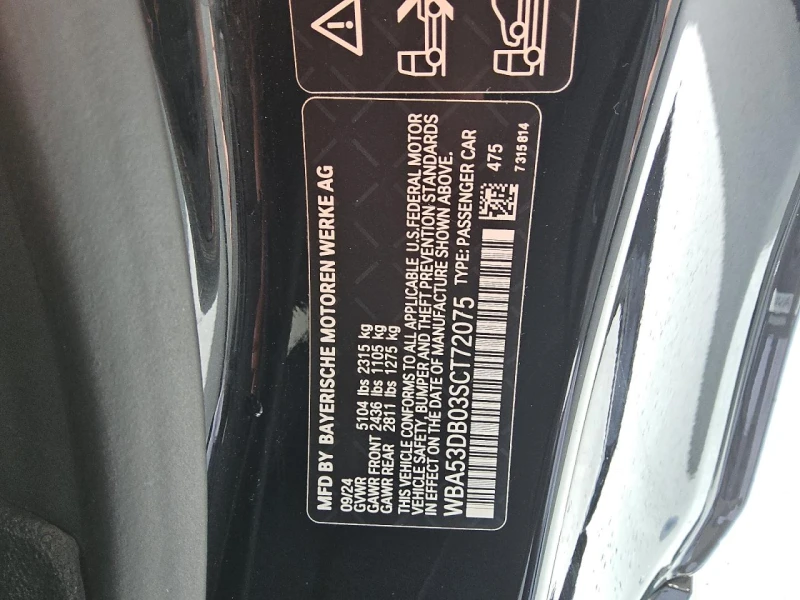 MFD BY BAYERISCHE MOTOREN WERKE AG
09/24
GVWR 5104 lbs 2315 kg
GAWR FRONT 2436 lbs 1105 kg
GAWR REAR 2811 lbs 1275 kg
THIS VEHICLE CONFORMS TO ALL APPLICABLE U.S.FEDERAL MOTOR
VEHICLE SAFETY, BUMPER AND THEFT PREVENTION STANDARDS
IN EFFECT ON THE DATE OF MANUFACTURE SHOWN ABOVE.
WBA53DB03SCT72075 TYPE: PASSENGER CAR
475
7315814